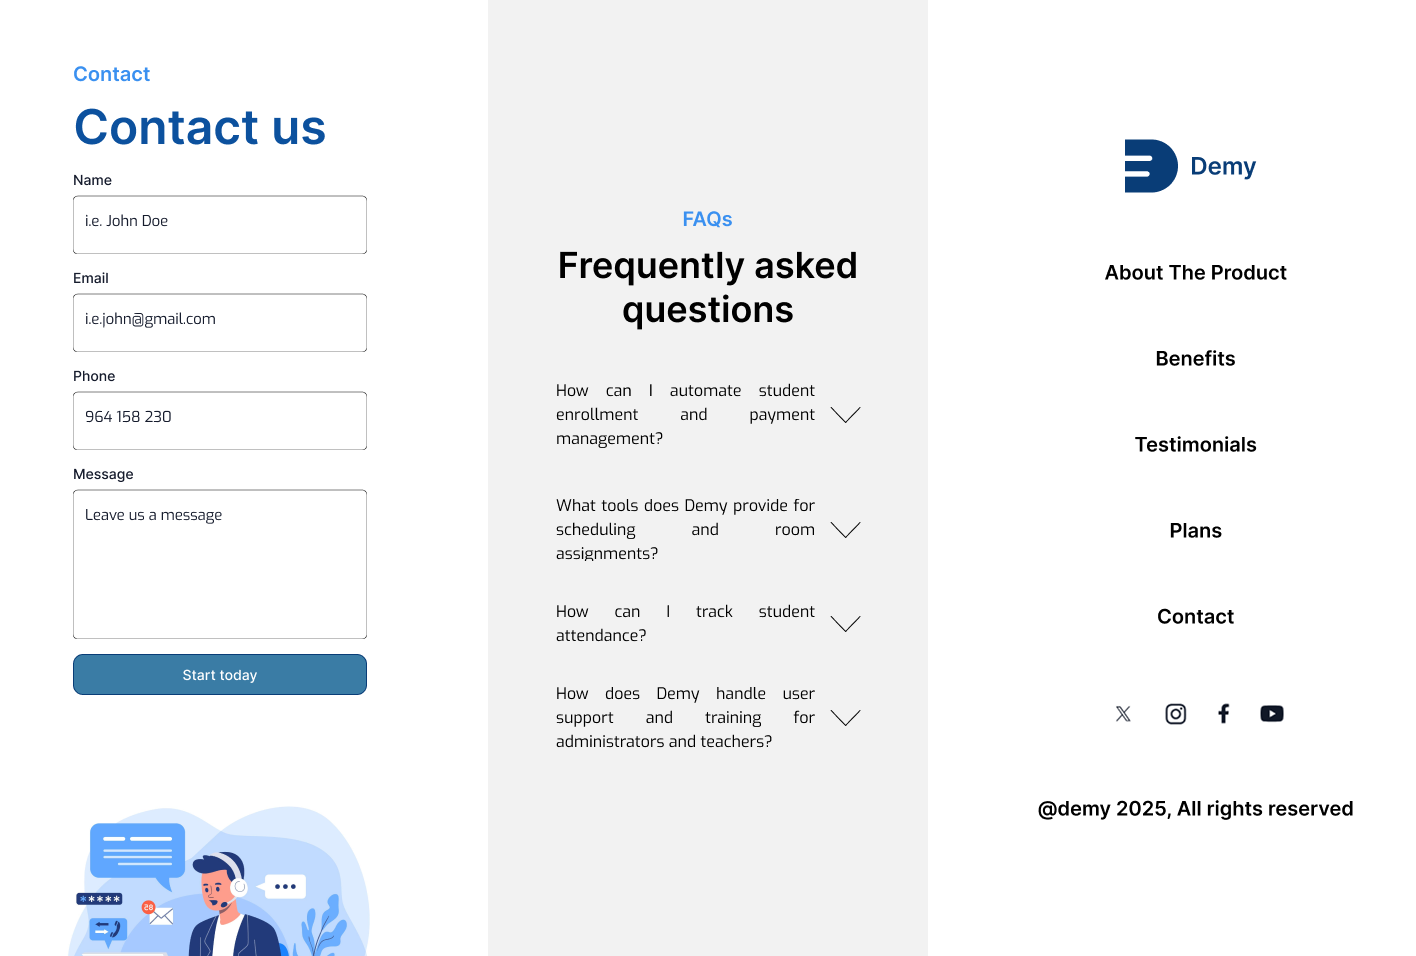 Contact
Contact us
Name
i.e. John Doe
Email
i.e.john@gmail.com
Phone
964 158 230
Message
Leave us a message
Start today
*****
28
FAQs
Frequently asked
questions
How can I automate student
enrollment and payment
management?
What tools does Demy provide for
scheduling and room
assignments?
How can I track student
attendance?
How does Demy handle user
support and training for
administrators and teachers?
Demy
About The Product
Benefits
Testimonials
Plans
Contact
@demy 2025, All rights reserved